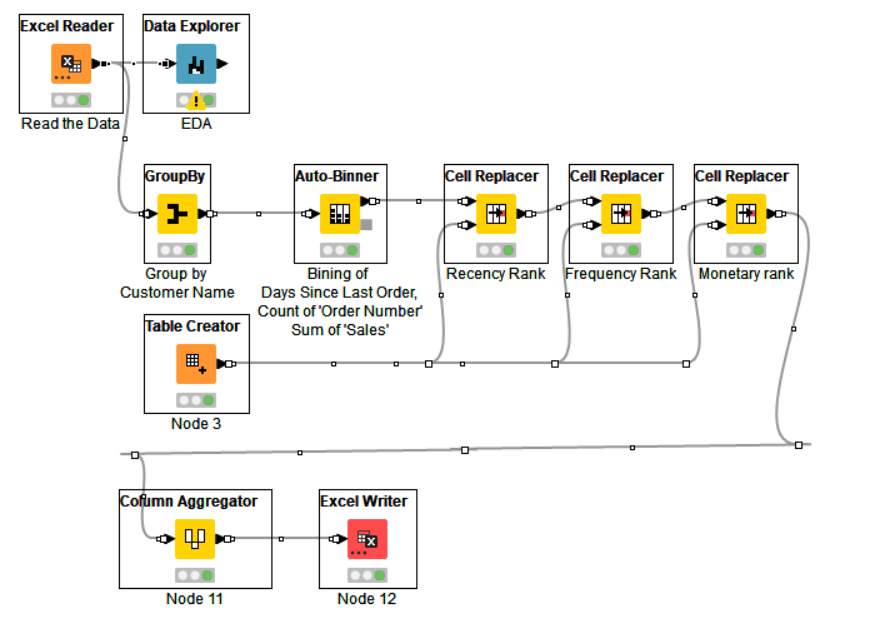 Excel Reader
Data Explorer
Read the Data
EDA
GroupBy
Auto-Binner
Cell Replacer
Cell Replacer
Cell Replacer
Group by
Customer Name
Bining of
Days Since Last Order,
Count of 'Order Number'
Sum of 'Sales'
Recency Rank
Frequency Rank
Monetary rank
Table Creator
Node 3
Column Aggregator
Excel Writer
Node 11
Node 12